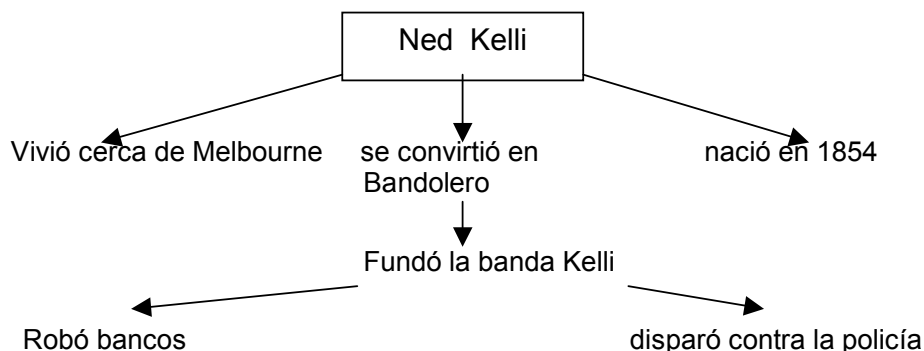 Ned Kelli
Vivió cerca de Melbourne
se convirtió en
Bandolero
nació en 1854
Fundó la banda Kelli
Robó bancos
disparó contra la policía